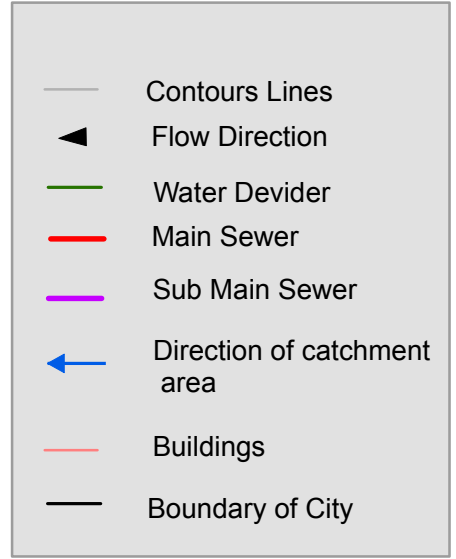 Contours Lines
Flow Direction
Water Devider
Main Sewer
Sub Main Sewer
Direction of catchment
area
Buildings
Boundary of City